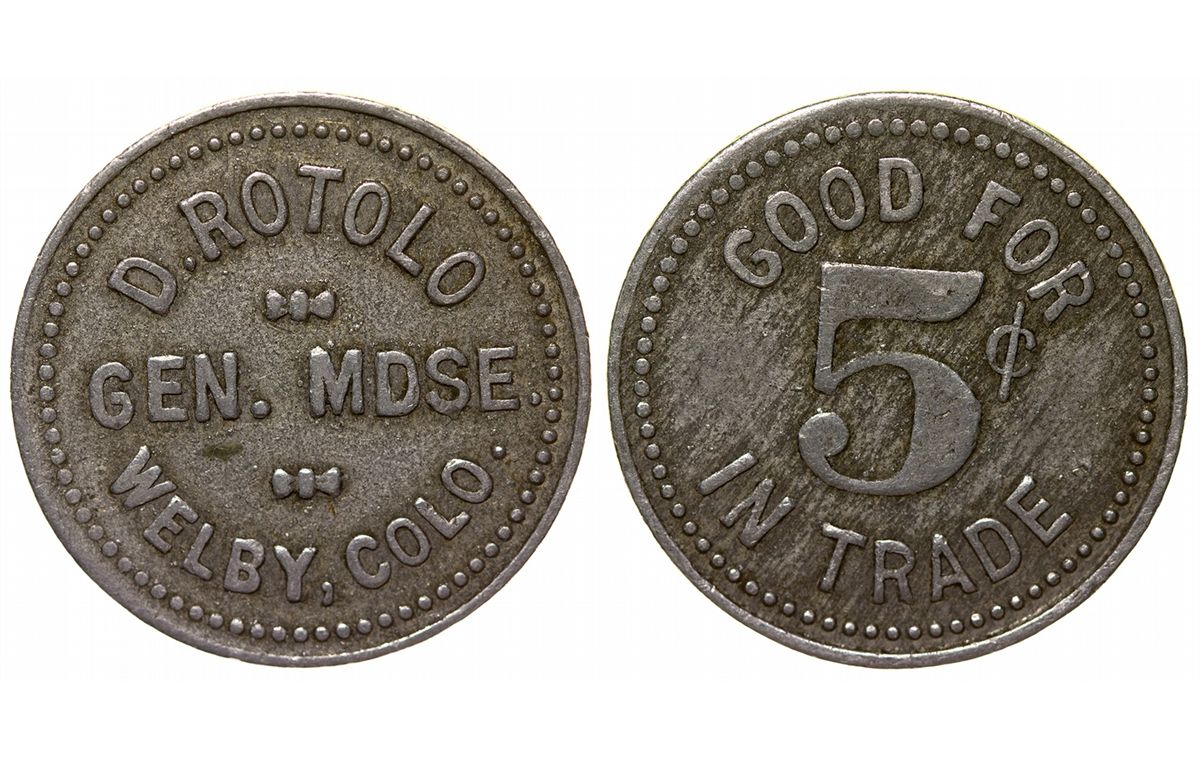 D. ROTOLO
GEN. MDSE.
WELBY, COLO.
GOOD FOR
5¢
IN TRADE